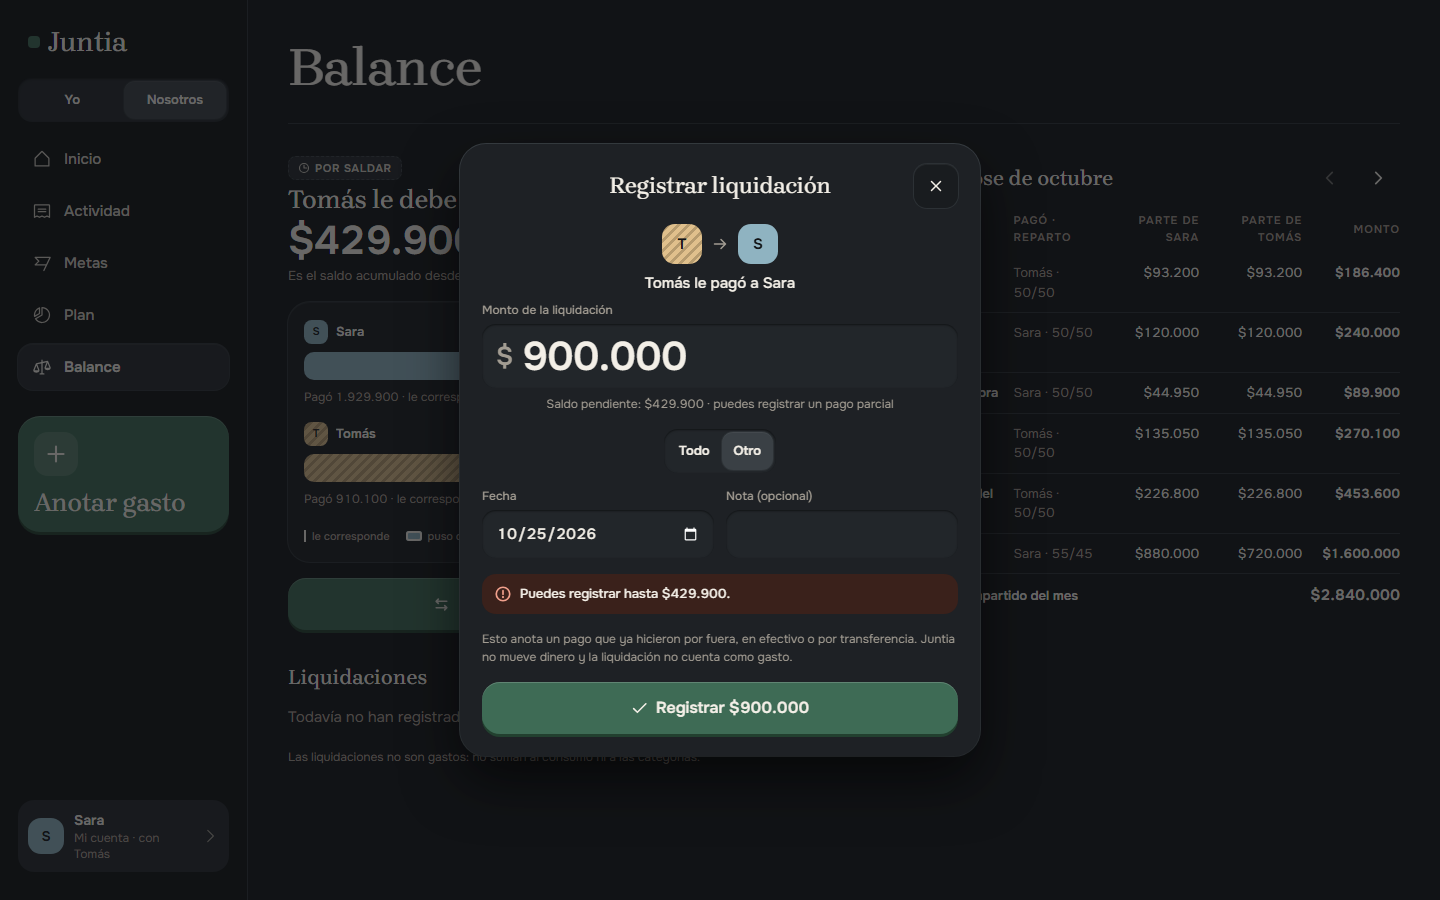 Juntia
Yo
Nosotros
Inicio
Actividad
Metas
Plan
Balance
Anotar gasto
Sara
Mi cuenta · con
Tomás
S
Balance
POR SALDAR
Tomás le debe
$429.900
Es el saldo acumulado desde
S Sara
Pagó 1.929.900 · le corresp
T Tomás
Pagó 910.100 · le correspo
le corresponde
puso
Liquidaciones
Todavía no han registrad
Las liquidaciones no son gastos: no suman al consumo ni a las categorías.
Registrar liquidación
T → S
Tomás le pagó a Sara
Monto de la liquidación
$ 900.000
Saldo pendiente: $429.900 · puedes registrar un pago parcial
Todo
Otro
Fecha
Nota (opcional)
10/25/2026
Puedes registrar hasta $429.900.
Esto anota un pago que ya hicieron por fuera, en efectivo o por transferencia. Juntia
no mueve dinero y la liquidación no cuenta como gasto.
Registrar $900.000
ose de octubre
PAGÓ ·
REPARTO
PARTE DE
SARA
PARTE DE
TOMÁS
MONTO
Tomás ·
50/50
$93.200 $93.200 $186.400
Sara · 50/50 $120.000 $120.000 $240.000
ora Sara · 50/50 $44.950 $44.950 $89.900
Tomás ·
50/50
$135.050 $135.050 $270.100
del
Tomás ·
50/50
$226.800 $226.800 $453.600
Sara · 55/45 $880.000 $720.000 $1.600.000
partido del mes $2.840.000